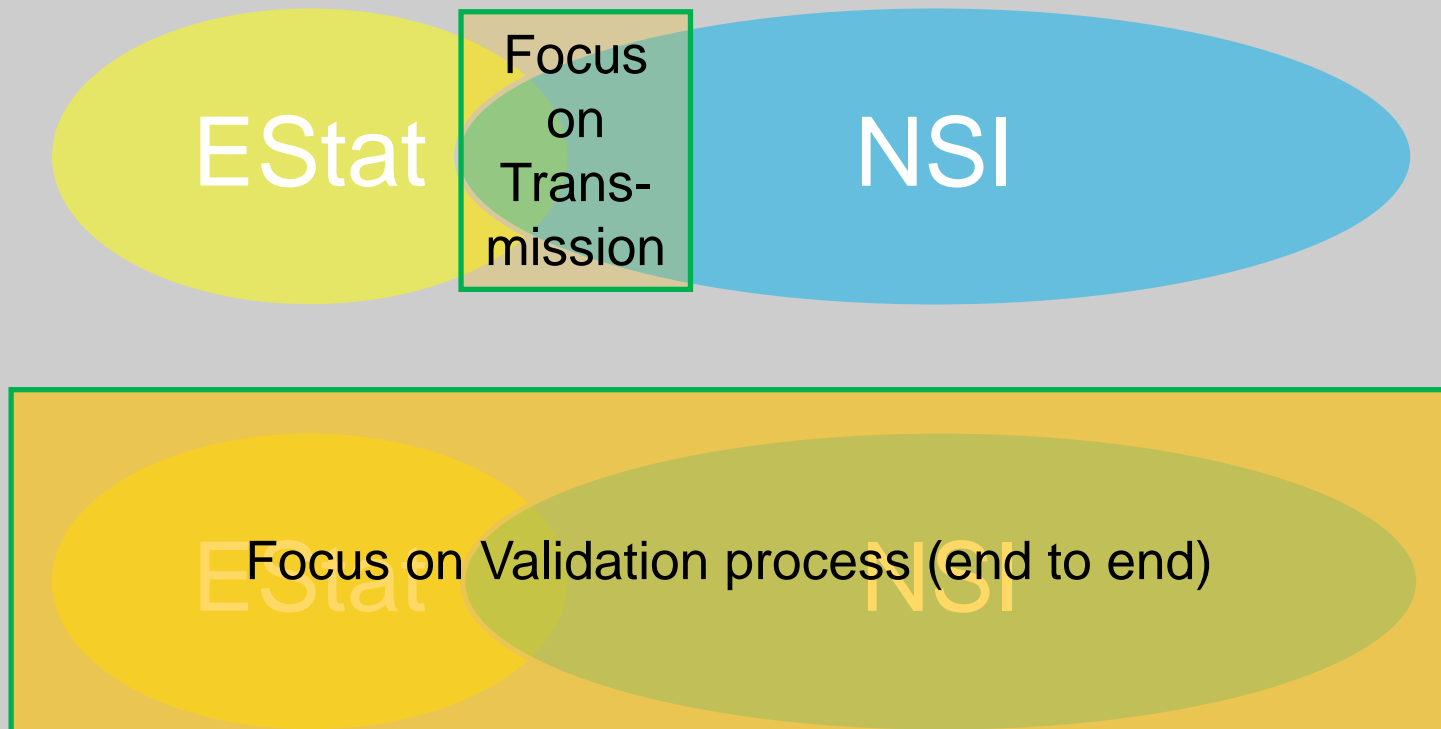 EStat
Focus
on
Trans-
mission
NSI
EStat
Focus on Validation process (end to end)
NSI